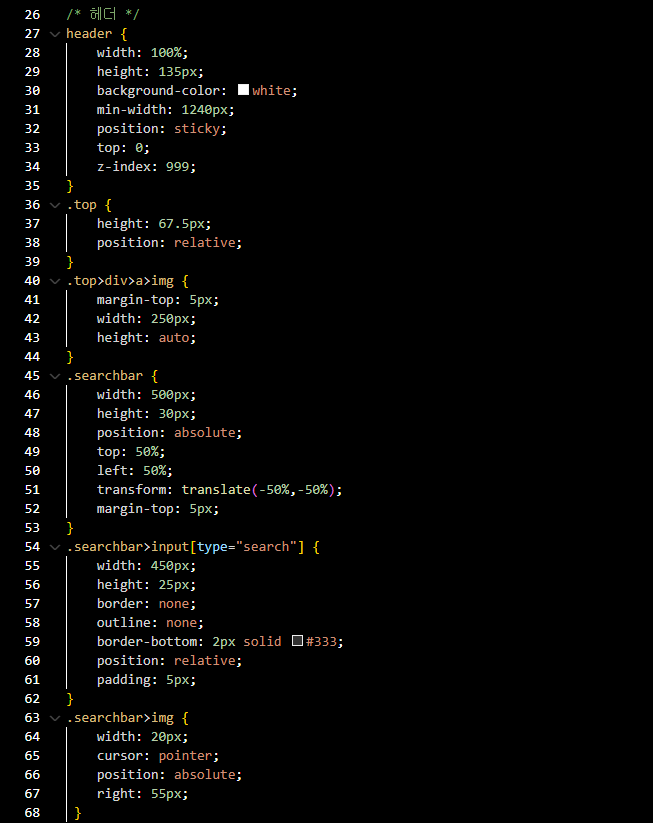 26 /* 헤더 */
27 header {
28 width: 100%;
29 height: 135px;
30 background-color: white;
31 min-width: 1240px;
32 position: sticky;
33 top: 0;
34 z-index: 999;
35 }
36 .top {
37 height: 67.5px;
38 position: relative;
39 }
40 .top>div>a>img {
41 margin-top: 5px;
42 width: 250px;
43 height: auto;
44 }
45 .searchbar {
46 width: 500px;
47 height: 30px;
48 position: absolute;
49 top: 50%;
50 left: 50%;
51 transform: translate(-50%,-50%);
52 margin-top: 5px;
53 }
54 .searchbar>input[type="search"] {
55 width: 450px;
56 height: 25px;
57 border: none;
58 outline: none;
59 border-bottom: 2px solid #333;
60 position: relative;
61 padding: 5px;
62 }
63 .searchbar>img {
64 width: 20px;
65 cursor: pointer;
66 position: absolute;
67 right: 55px;
68 }